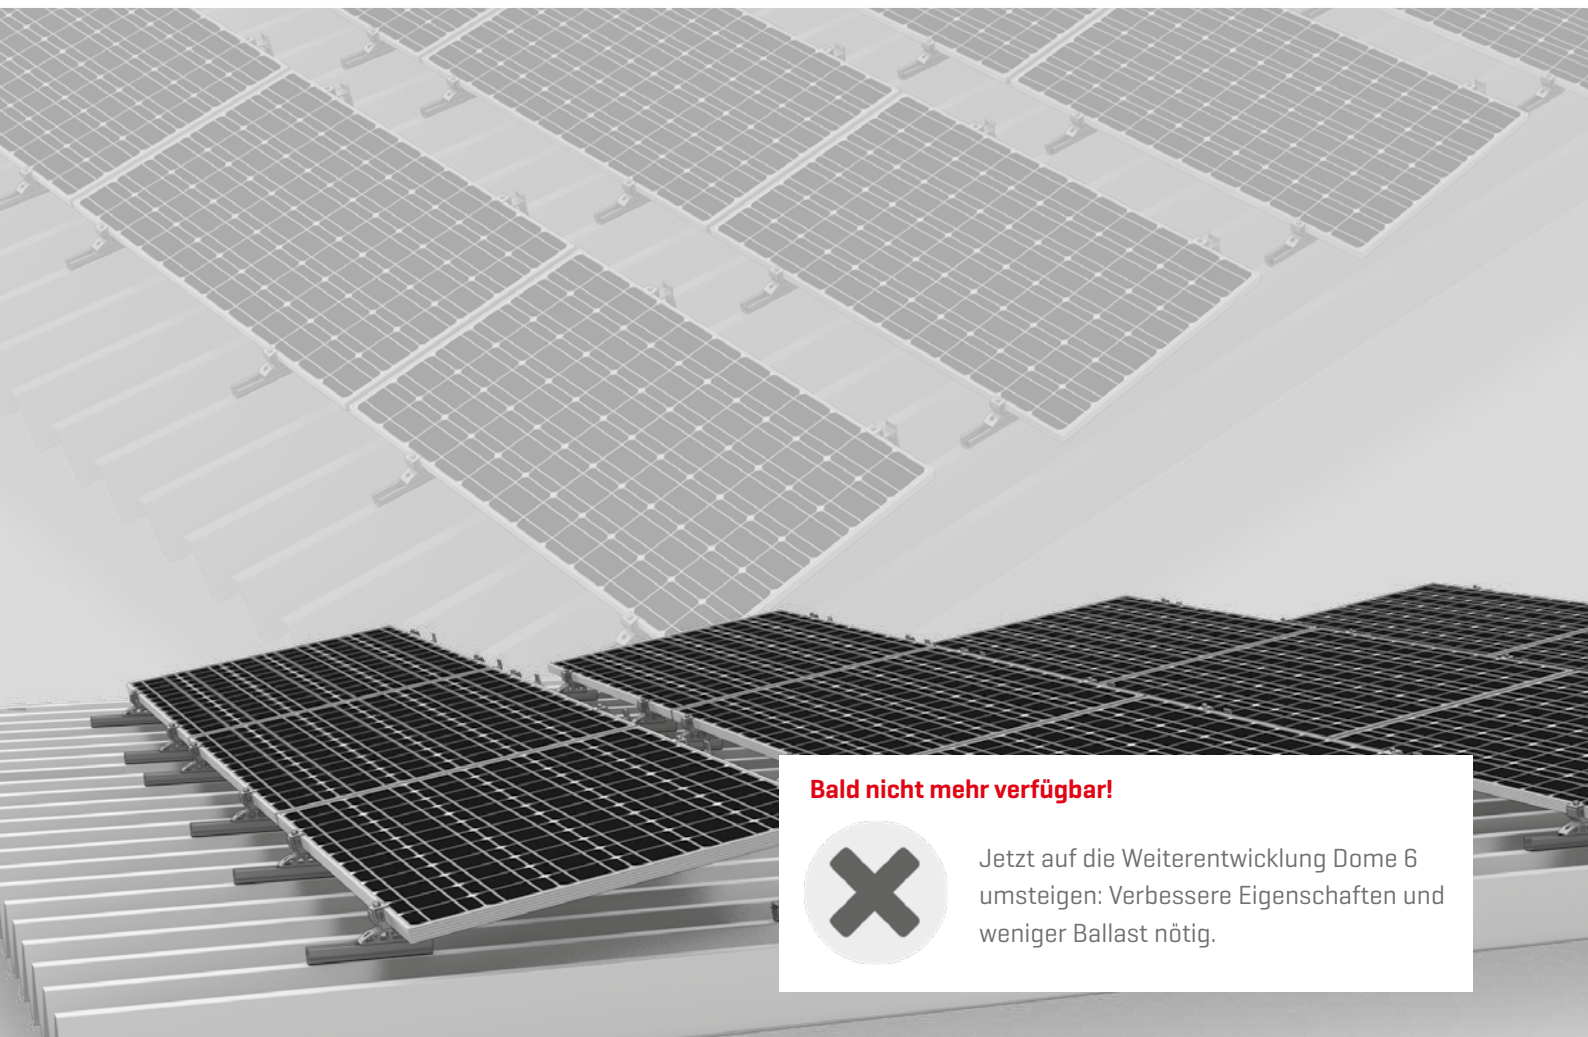 Bald nicht mehr verfügbar!
Jetzt auf die Weiterentwicklung Dome 6
umsteigen: Verbessere Eigenschaften und
weniger Ballast nötig.